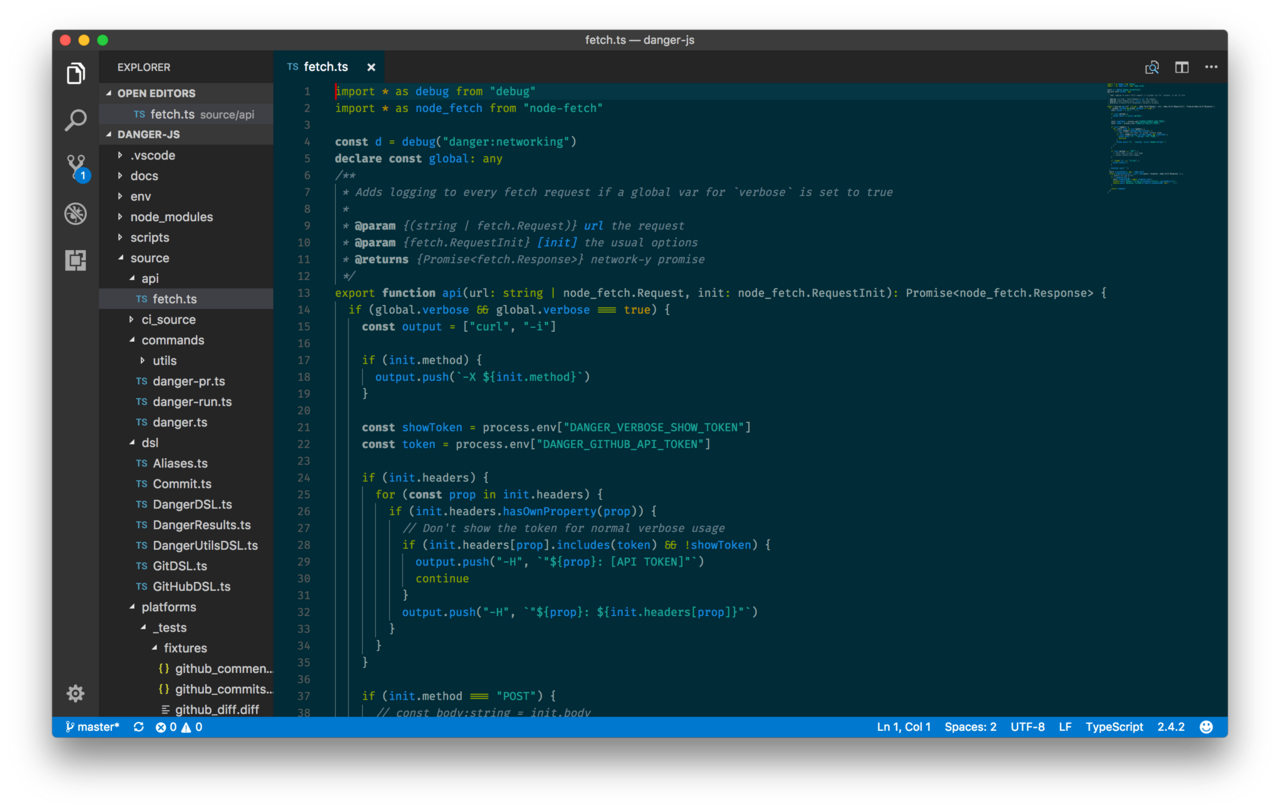 fetch.ts — danger-js
EXPLORER
OPEN EDITORS
TS fetch.ts source/api
DANGER-JS
.vscode
docs
env
node_modules
scripts
source
api
TS fetch.ts
ci_source
commands
utils
TS danger-pr.ts
TS danger-run.ts
TS danger.ts
dsl
TS Aliases.ts
TS Commit.ts
TS DangerDSL.ts
TS DangerResults.ts
TS DangerUtilsDSL.ts
TS GitDSL.ts
TS GitHubDSL.ts
platforms
_tests
fixtures
{} github_commen...
{} github_commits...
github_diff.diff
1
TS fetch.ts ×
1 import * as debug from "debug"
2 import * as node_fetch from "node-fetch"
3
4 const d = debug("danger:networking")
5 declare const global: any
6 /**
7  * Adds logging to every fetch request if a global var for `verbose` is set to true
8  *
9  * @param {(string | fetch.Request)} url the request
10  * @param {fetch.RequestInit} [init] the usual options
11  * @returns {Promise<fetch.Response>} network-y promise
12  */
13 export function api(url: string | node_fetch.Request, init: node_fetch.RequestInit): Promise<node_fetch.Response> {
14   if (global.verbose && global.verbose === true) {
15     const output = ["curl", "-i"]
16
17     if (init.method) {
18       output.push(`-X ${init.method}`)
19     }
20
21     const showToken = process.env["DANGER_VERBOSE_SHOW_TOKEN"]
22     const token = process.env["DANGER_GITHUB_API_TOKEN"]
23
24     if (init.headers) {
25       for (const prop in init.headers) {
26         if (init.headers.hasOwnProperty(prop)) {
27           // Don't show the token for normal verbose usage
28           if (init.headers[prop].includes(token) && !showToken) {
29             output.push("-H", `"${prop}: [API TOKEN]"`)
30             continue
31           }
32           output.push("-H", `"${prop}: ${init.headers[prop]}"`)
33         }
34       }
35     }
36
37     if (init.method === "POST") {
38       // const body:string = init.body
master* 0 0
Ln 1, Col 1 Spaces: 2 UTF-8 LF TypeScript 2.4.2